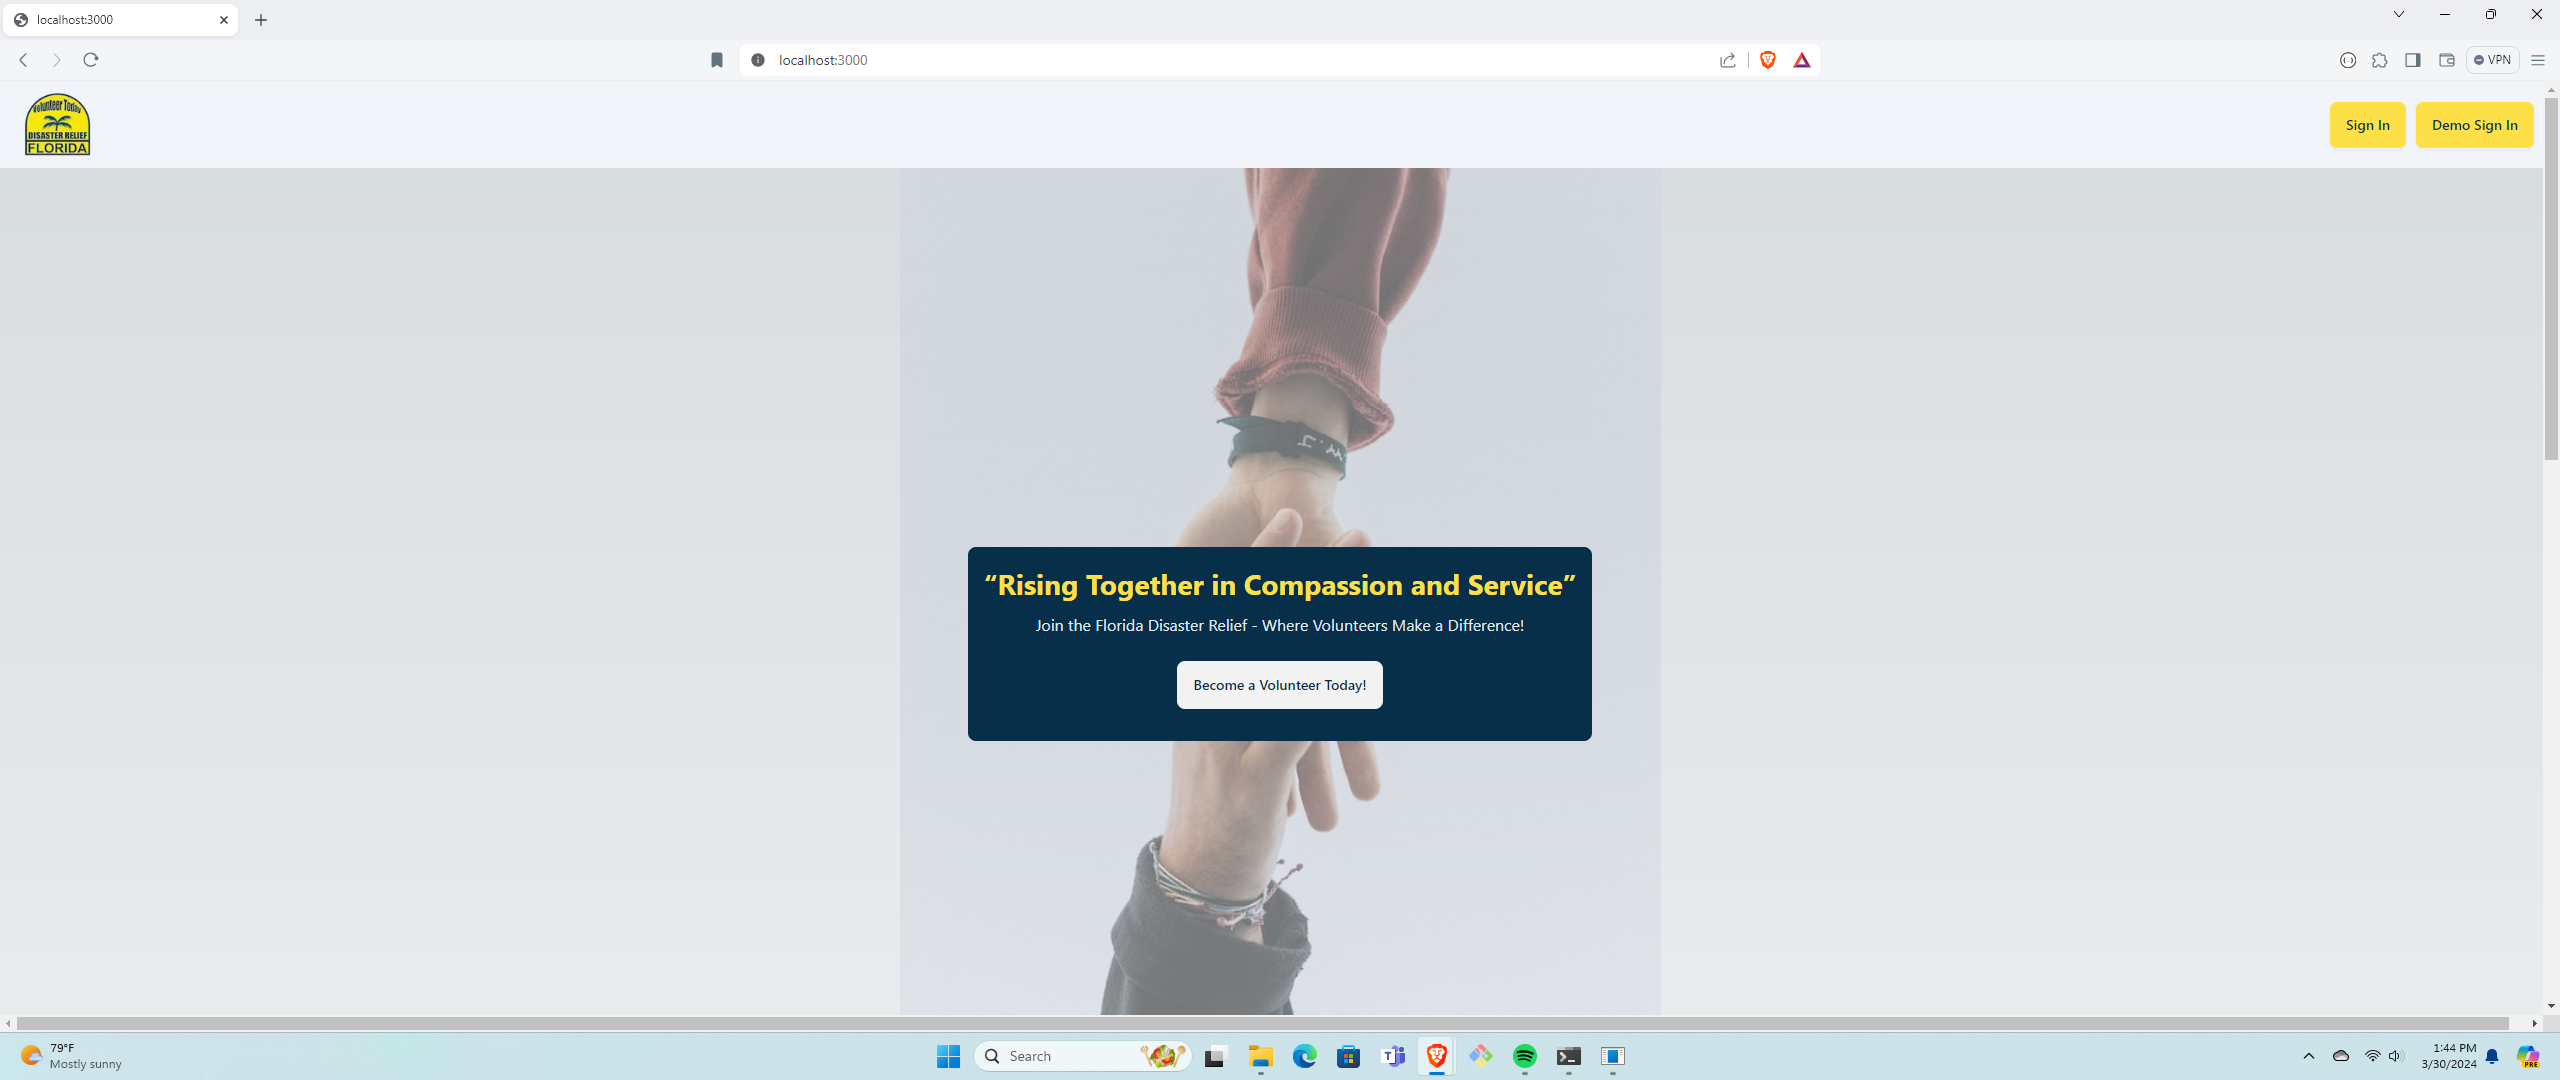 localhost:3000
localhost:3000
VPN
Volunteer Today
DISASTER RELIEF
FLORIDA
Sign In
Demo Sign In
“Rising Together in Compassion and Service”
Join the Florida Disaster Relief - Where Volunteers Make a Difference!
Become a Volunteer Today!
79°F
Mostly sunny
Search
1:44 PM
3/30/2024
PRE